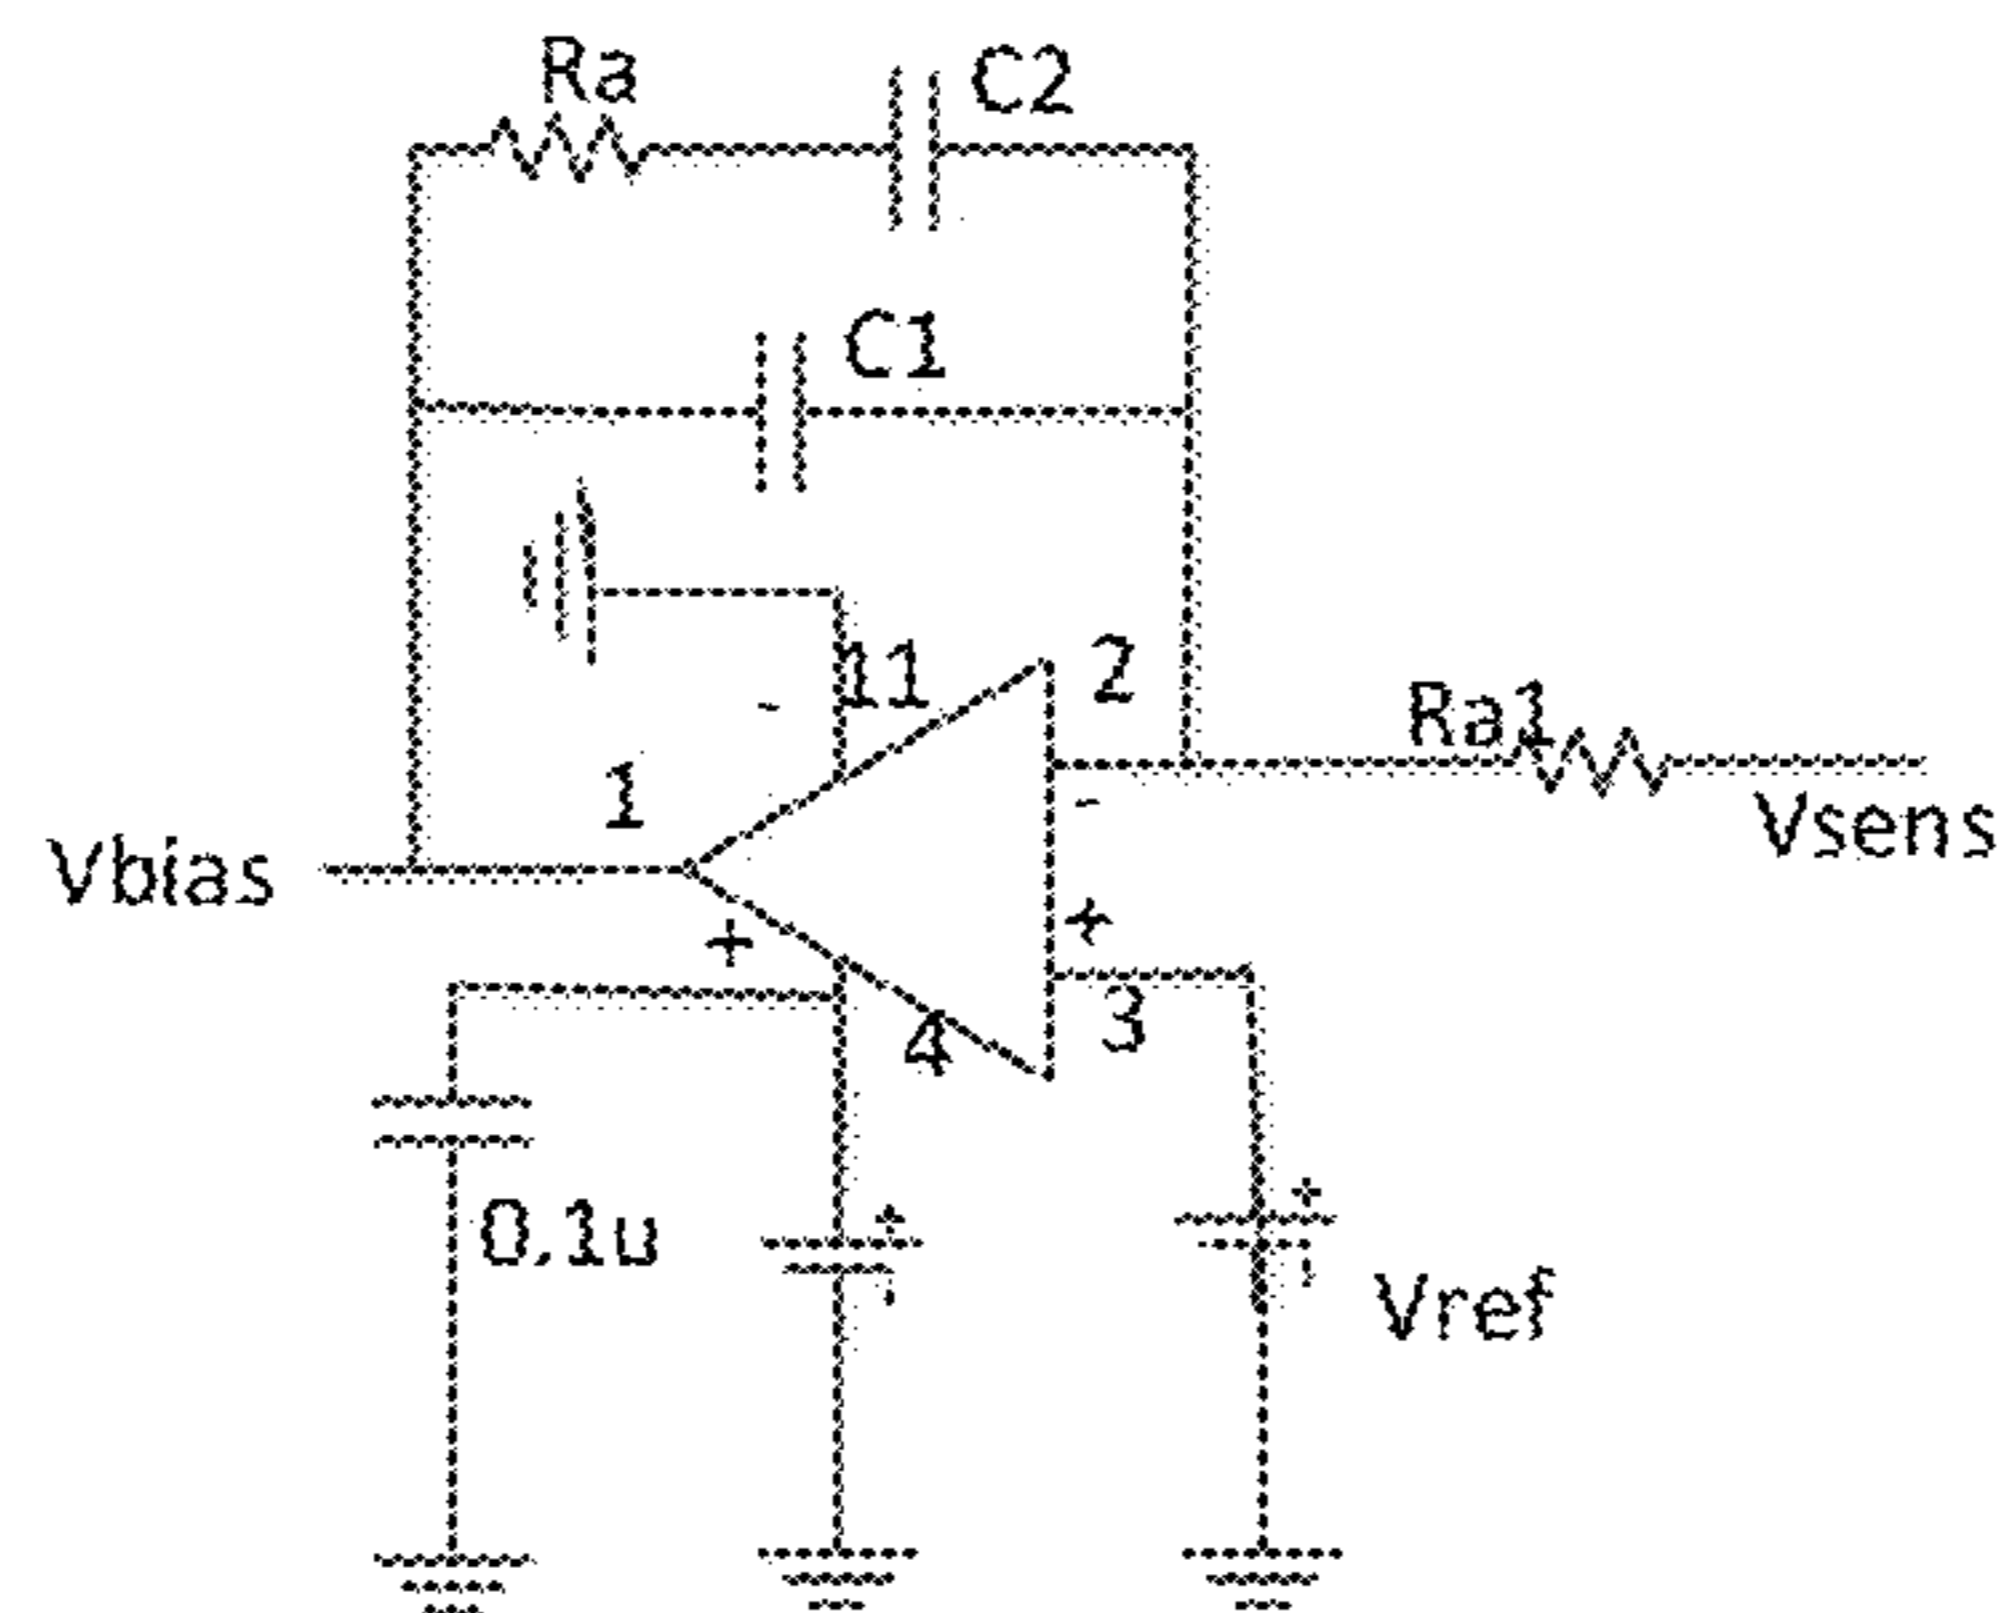 Ra
C2
C1
11
2
Ra1
1
-
-
Vsens
Vbias
+
+
3
4
+
+
0,1u
-
-
Vref